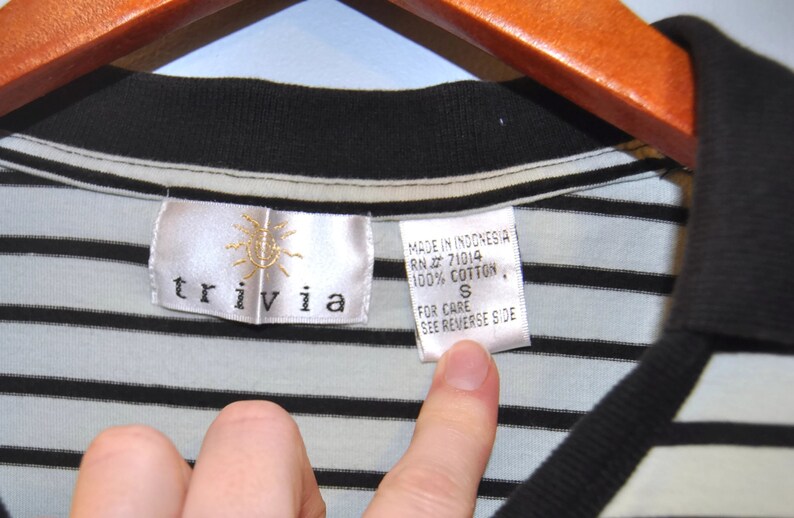 trivia
MADE IN INDONESIA
RN # 71014
100% COTTON
S
FOR CARE
SEE REVERSE SIDE